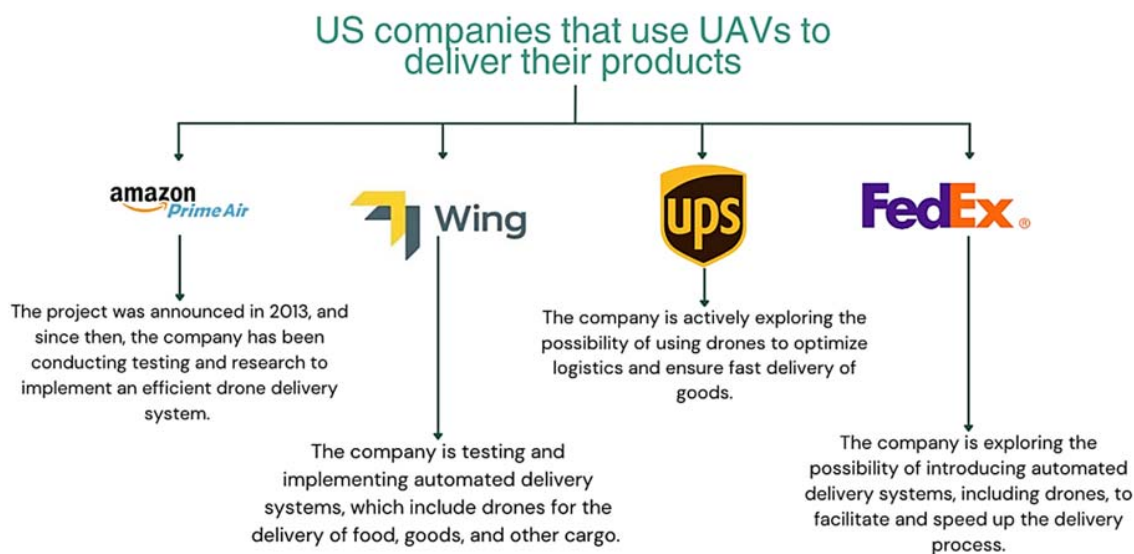 US companies that use UAVs to
deliver their products
amazon
Prime Air
Wing
ups
FedEx®
The project was announced in 2013, and
since then, the company has been
conducting testing and research to
implement an efficient drone delivery
system.
The company is testing and
implementing automated delivery
systems, which include drones for the
delivery of food, goods, and other cargo.
The company is actively exploring the
possibility of using drones to optimize
logistics and ensure fast delivery of
goods.
The company is exploring the
possibility of introducing automated
delivery systems, including drones, to
facilitate and speed up the delivery
process.